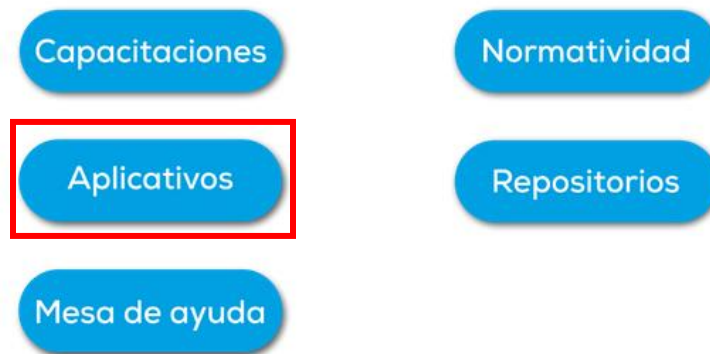 Capacitaciones
Normatividad
Aplicativos
Repositorios
Mesa de ayuda